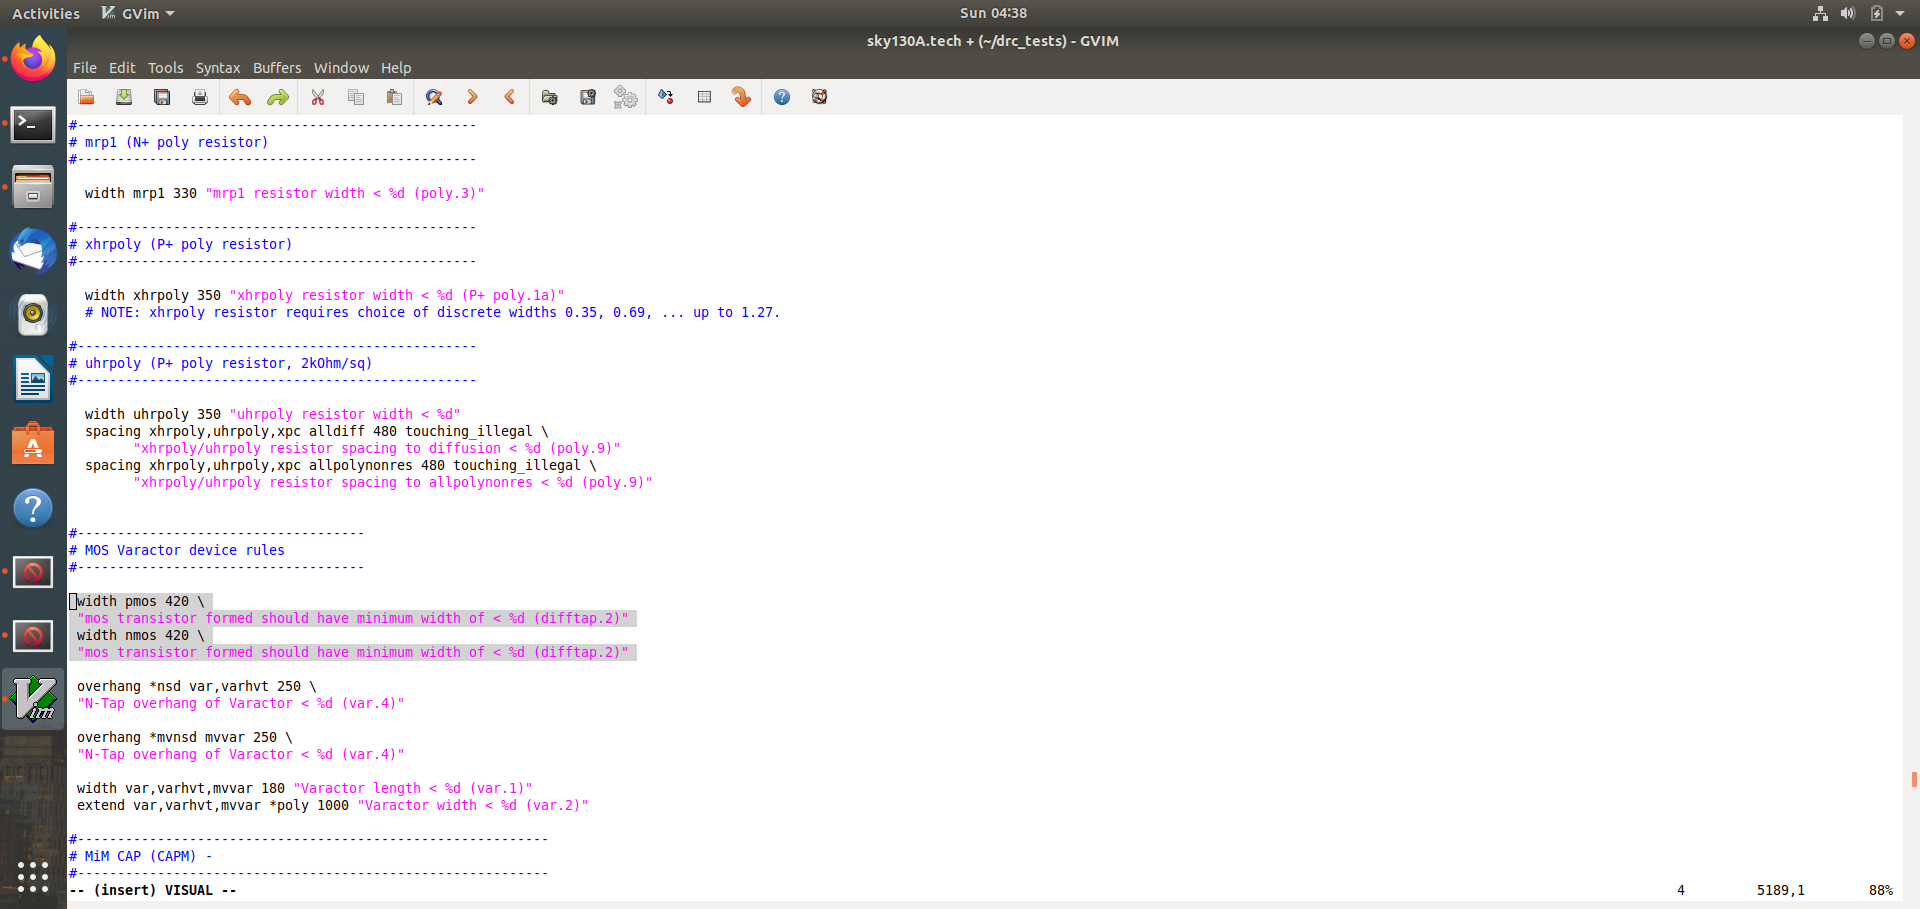 Activities GVim Sun 04:38
sky130A.tech + (~/drc_tests) - GVIM
File Edit Tools Syntax Buffers Window Help
#--------------------------------------------------
# mrp1 (N+ poly resistor)
#--------------------------------------------------
width mrp1 330 "mrp1 resistor width < %d (poly.3)"
#--------------------------------------------------
# xhrpoly (P+ poly resistor)
#--------------------------------------------------
width xhrpoly 350 "xhrpoly resistor width < %d (P+ poly.1a)"
# NOTE: xhrpoly resistor requires choice of discrete widths 0.35, 0.69, ... up to 1.27.
#--------------------------------------------------
# uhrpoly (P+ poly resistor, 2kOhm/sq)
#--------------------------------------------------
width uhrpoly 350 "uhrpoly resistor width < %d"
spacing xhrpoly,uhrpoly,xpc alldiff 480 touching_illegal \
"xhrpoly/uhrpoly resistor spacing to diffusion < %d (poly.9)"
spacing xhrpoly,uhrpoly,xpc allpolynonres 480 touching_illegal \
"xhrpoly/uhrpoly resistor spacing to allpolynonres < %d (poly.9)"
#------------------------------------
# MOS Varactor device rules
#------------------------------------
width pmos 420 \
"mos transistor formed should have minimum width of < %d (difftap.2)"
width nmos 420 \
"mos transistor formed should have minimum width of < %d (difftap.2)"
overhang *nsd var,varhvt 250 \
"N-Tap overhang of Varactor < %d (var.4)"
overhang *mvnsd mvvar 250 \
"N-Tap overhang of Varactor < %d (var.4)"
width var,varhvt,mvvar 180 "Varactor length < %d (var.1)"
extend var,varhvt,mvvar *poly 1000 "Varactor width < %d (var.2)"
#-----------------------------------------------------------
# MiM CAP (CAPM) -
#-----------------------------------------------------------
-- (insert) VISUAL -- 4 5189,1 88%